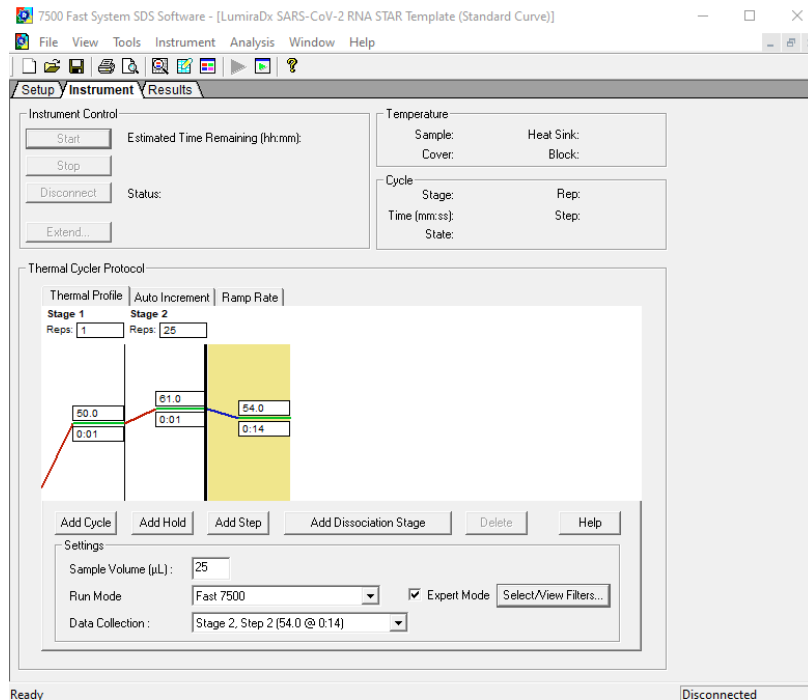 7500 Fast System SDS Software - [LumiraDx SARS-CoV-2 RNA STAR Template (Standard Curve)]
File View Tools Instrument Analysis Window Help
Setup Instrument Results
Instrument Control
Start Estimated Time Remaining (hh:mm):
Stop
Disconnect Status:
Extend...
Temperature
Sample: Heat Sink:
Cover: Block:
Cycle
Stage: Rep:
Time (mm:ss): Step:
State:
Thermal Cycler Protocol
Thermal Profile Auto Increment Ramp Rate
Stage 1 Stage 2
Reps: 1 Reps: 25
50.0
0:01
61.0
0:01
54.0
0:14
Add Cycle Add Hold Add Step Add Dissociation Stage Delete Help
Settings
Sample Volume (µL) : 25
Run Mode Fast 7500 Expert Mode Select/View Filters...
Data Collection : Stage 2, Step 2 (54.0 @ 0:14)
Ready Disconnected